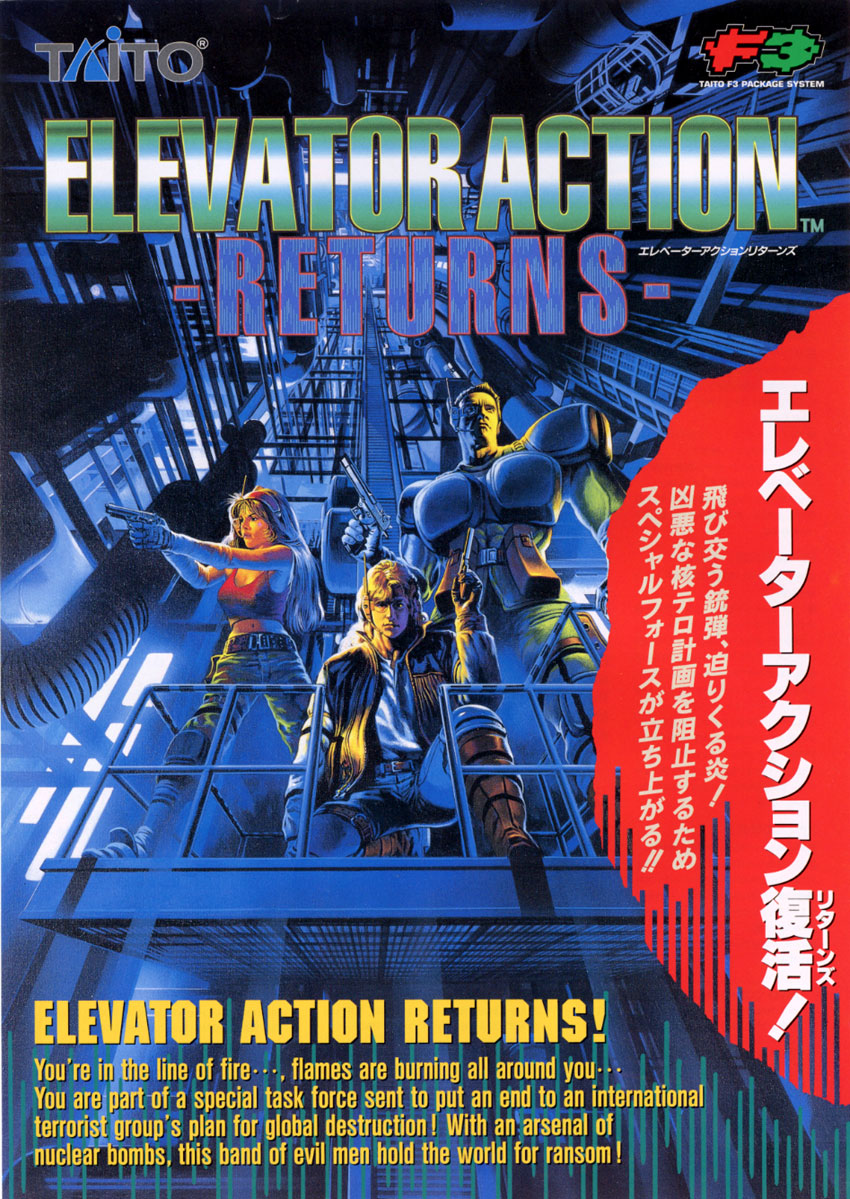 TAITO®
F3
TAITO F3 PACKAGE SYSTEM
ELEVATOR ACTION
TM
-RETURNS-
エレベーターアクションリターンズ
エレベーターアクション復活!
リターンズ
飛び交う銃弾、迫りくる炎!
凶悪な核テロ計画を阻止するため
スペシャルフォースが立ち上がる!!
ELEVATOR ACTION RETURNS!
You're in the line of fire···, flames are burning all around you···
You are part of a special task force sent to put an end to an international
terrorist group's plan for global destruction! With an arsenal of
nuclear bombs, this band of evil men hold the world for ransom!